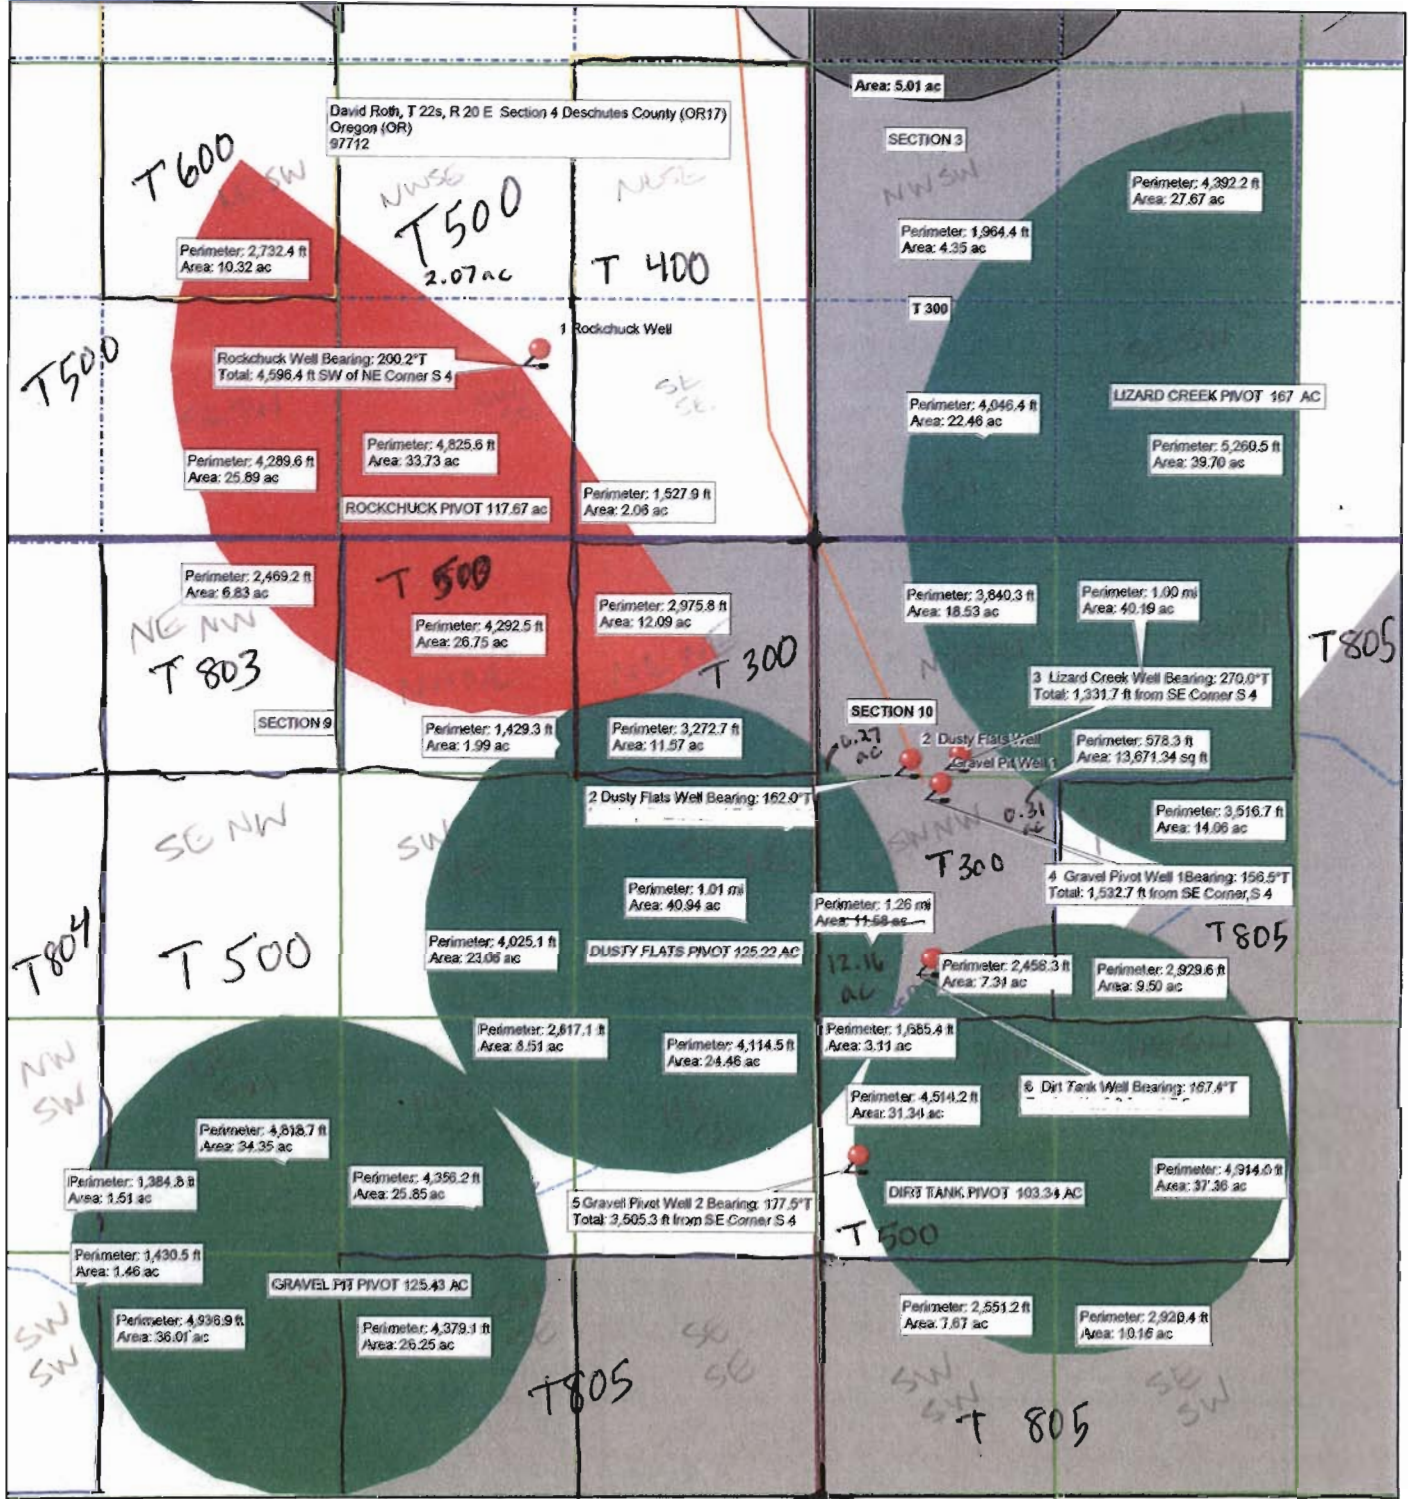 Area: 5.01 ac
David Roth, T 22s, R 20 E Section 4 Deschutes County (OR17)
Oregon (OR)
97712
SECTION 3
T 600
NWSE
NWSW
Perimeter: 4,392.2 ft
Area: 27.67 ac
T 500
2.07 ac
T 400
Perimeter: 1,964.4 ft
Area: 4.35 ac
Perimeter: 2,732.4 ft
Area: 10.32 ac
T 300
1 Rockchuck Well
T500
Rockchuck Well Bearing: 200.2°T
Total: 4,596.4 ft SW of NE Corner S 4
SE
SE
LIZARD CREEK PIVOT 167 AC
Perimeter: 4,046.4 ft
Area: 22.46 ac
Perimeter: 4,825.6 ft
Area: 33.73 ac
Perimeter: 5,260.5 ft
Area: 39.70 ac
Perimeter: 4,289.6 ft
Area: 25.89 ac
ROCKCHUCK PIVOT 117.67 ac
Perimeter: 1,527.9 ft
Area: 2.06 ac
Perimeter: 2,469.2 ft
Area: 6.83 ac
T 500
Perimeter: 2,975.8 ft
Area: 12.09 ac
Perimeter: 3,640.3 ft
Area: 18.53 ac
Perimeter: 1.00 mi
Area: 40.19 ac
NE NW
T 803
Perimeter: 4,292.5 ft
Area: 26.75 ac
T 300
T805
3 Lizard Creek Well Bearing: 270.0°T
Total: 1,331.7 ft from SE Corner S 4
SECTION 9
SECTION 10
Perimeter: 1,429.3 ft
Area: 1.99 ac
Perimeter: 3,272.7 ft
Area: 11.57 ac
0.27
ac
2 Dusty Flats Well
Gravel Pit Well 1
Perimeter: 578.3 ft
Area: 13,671.34 sq ft
2 Dusty Flats Well Bearing: 162.0°T
0.31
ac
Perimeter: 3,516.7 ft
Area: 14.06 ac
SE NW
SW
SWNW
T300
4 Gravel Pivot Well 1Bearing: 156.5°T
Total: 1,532.7 ft from SE Corner,S 4
Perimeter: 1.01 mi
Area: 40.94 ac
Perimeter: 1.26 mi
Area: 11.58 ac
12.16
ac
T804
T 500
Perimeter: 4,025.1 ft
Area: 23.06 ac
DUSTY FLATS PIVOT 125.22 AC
T805
Perimeter: 2,456.3 ft
Area: 7.31 ac
Perimeter: 2,929.6 ft
Area: 9.50 ac
Perimeter: 2,617.1 ft
Area: 8.51 ac
Perimeter: 4,114.5 ft
Area: 24.46 ac
Perimeter: 1,685.4 ft
Area: 3.11 ac
NW
SW
6 Dirt Tank Well Bearing: 167.4°T
Perimeter: 4,514.2 ft
Area: 31.34 ac
Perimeter: 4,818.7 ft
Area: 34.35 ac
Perimeter: 1,384.8 ft
Area: 1.51 ac
Perimeter: 4,356.2 ft
Area: 25.85 ac
Perimeter: 4,914.0 ft
Area: 37.36 ac
DIRT TANK PIVOT 103.34 AC
5 Gravel Pivot Well 2 Bearing: 177.5°T
Total: 3,505.3 ft from SE Corner S 4
T 500
Perimeter: 1,430.5 ft
Area: 1.46 ac
GRAVEL PIT PIVOT 125.43 AC
Perimeter: 4,936.9 ft
Area: 36.01 ac
Perimeter: 4,379.1 ft
Area: 26.25 ac
Perimeter: 2,551.2 ft
Area: 7.67 ac
Perimeter: 2,920.4 ft
Area: 10.16 ac
SW
SW
SE
SE
SW
SW
SE
SW
T805
T 805